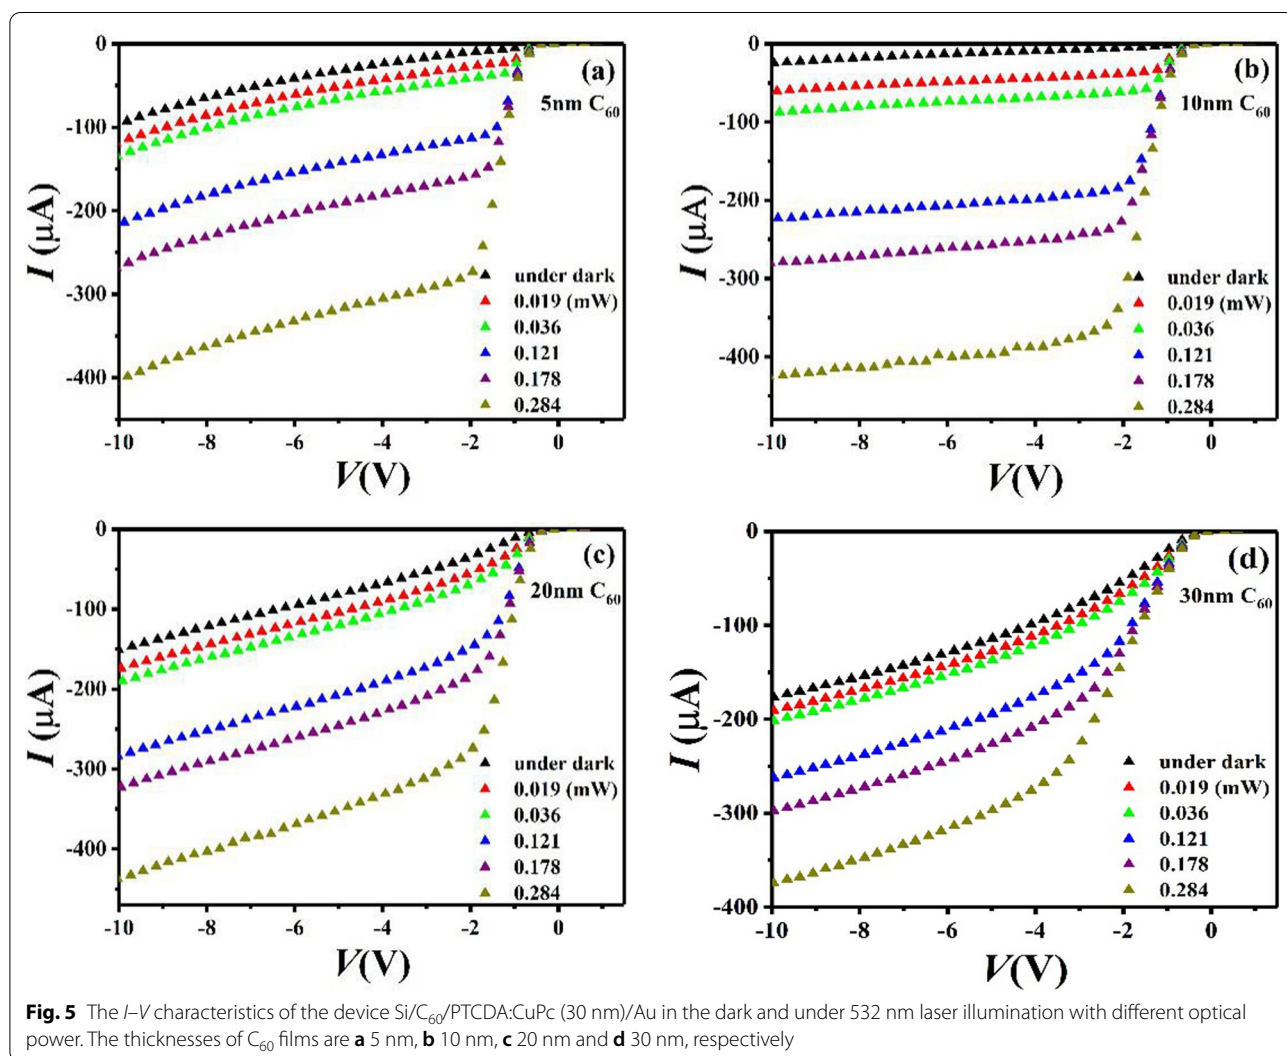 0
-100
-200
-300
-400
-10
-8
-6
-4
-2
0
I (μA)
V(V)
(a)
5nm C60
under dark
0.019 (mW)
0.036
0.121
0.178
0.284
0
-100
-200
-300
-400
-10
-8
-6
-4
-2
0
I (μA)
V(V)
(b)
10nm C60
under dark
0.019 (mW)
0.036
0.121
0.178
0.284
0
-100
-200
-300
-400
-10
-8
-6
-4
-2
0
I (μA)
V(V)
(c)
20nm C60
under dark
0.019 (mW)
0.036
0.121
0.178
0.284
0
-100
-200
-300
-400
-10
-8
-6
-4
-2
0
I (μA)
V(V)
(d)
30nm C60
under dark
0.019 (mW)
0.036
0.121
0.178
0.284
Fig. 5 The I–V characteristics of the device Si/C60/PTCDA:CuPc (30 nm)/Au in the dark and under 532 nm laser illumination with different optical
power. The thicknesses of C60 films are a 5 nm, b 10 nm, c 20 nm and d 30 nm, respectively